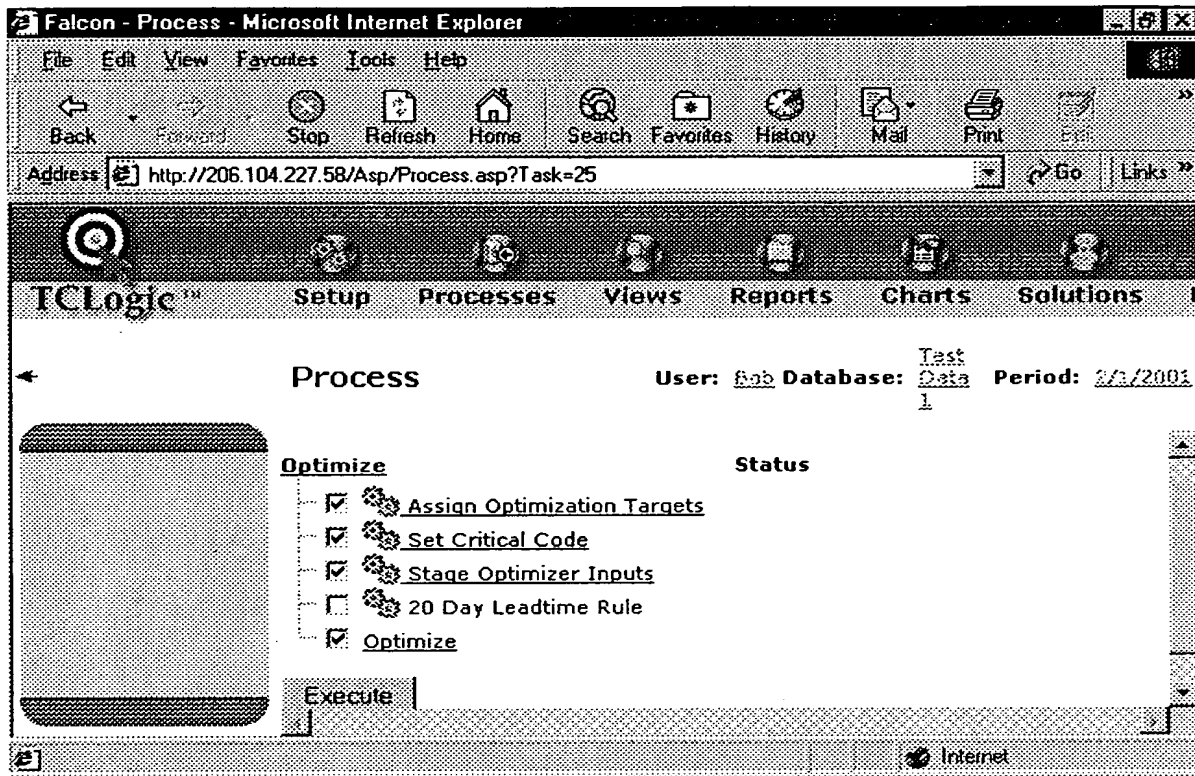 Falcon - Process - Microsoft Internet Explorer
File Edit View Favorites Tools Help
Back Forward Stop Refresh Home Search Favorites History Mail Print Edit »
Address http://206.104.227.58/Asp/Process.asp?Task=25 Go Links »
TCLogic™ Setup Processes Views Reports Charts Solutions
Process User: Bob Database: Test Data 1 Period: 2/1/2001
Optimize Status
Assign Optimization Targets
Set Critical Code
Stage Optimizer Inputs
20 Day Leadtime Rule
Optimize
Execute
Internet